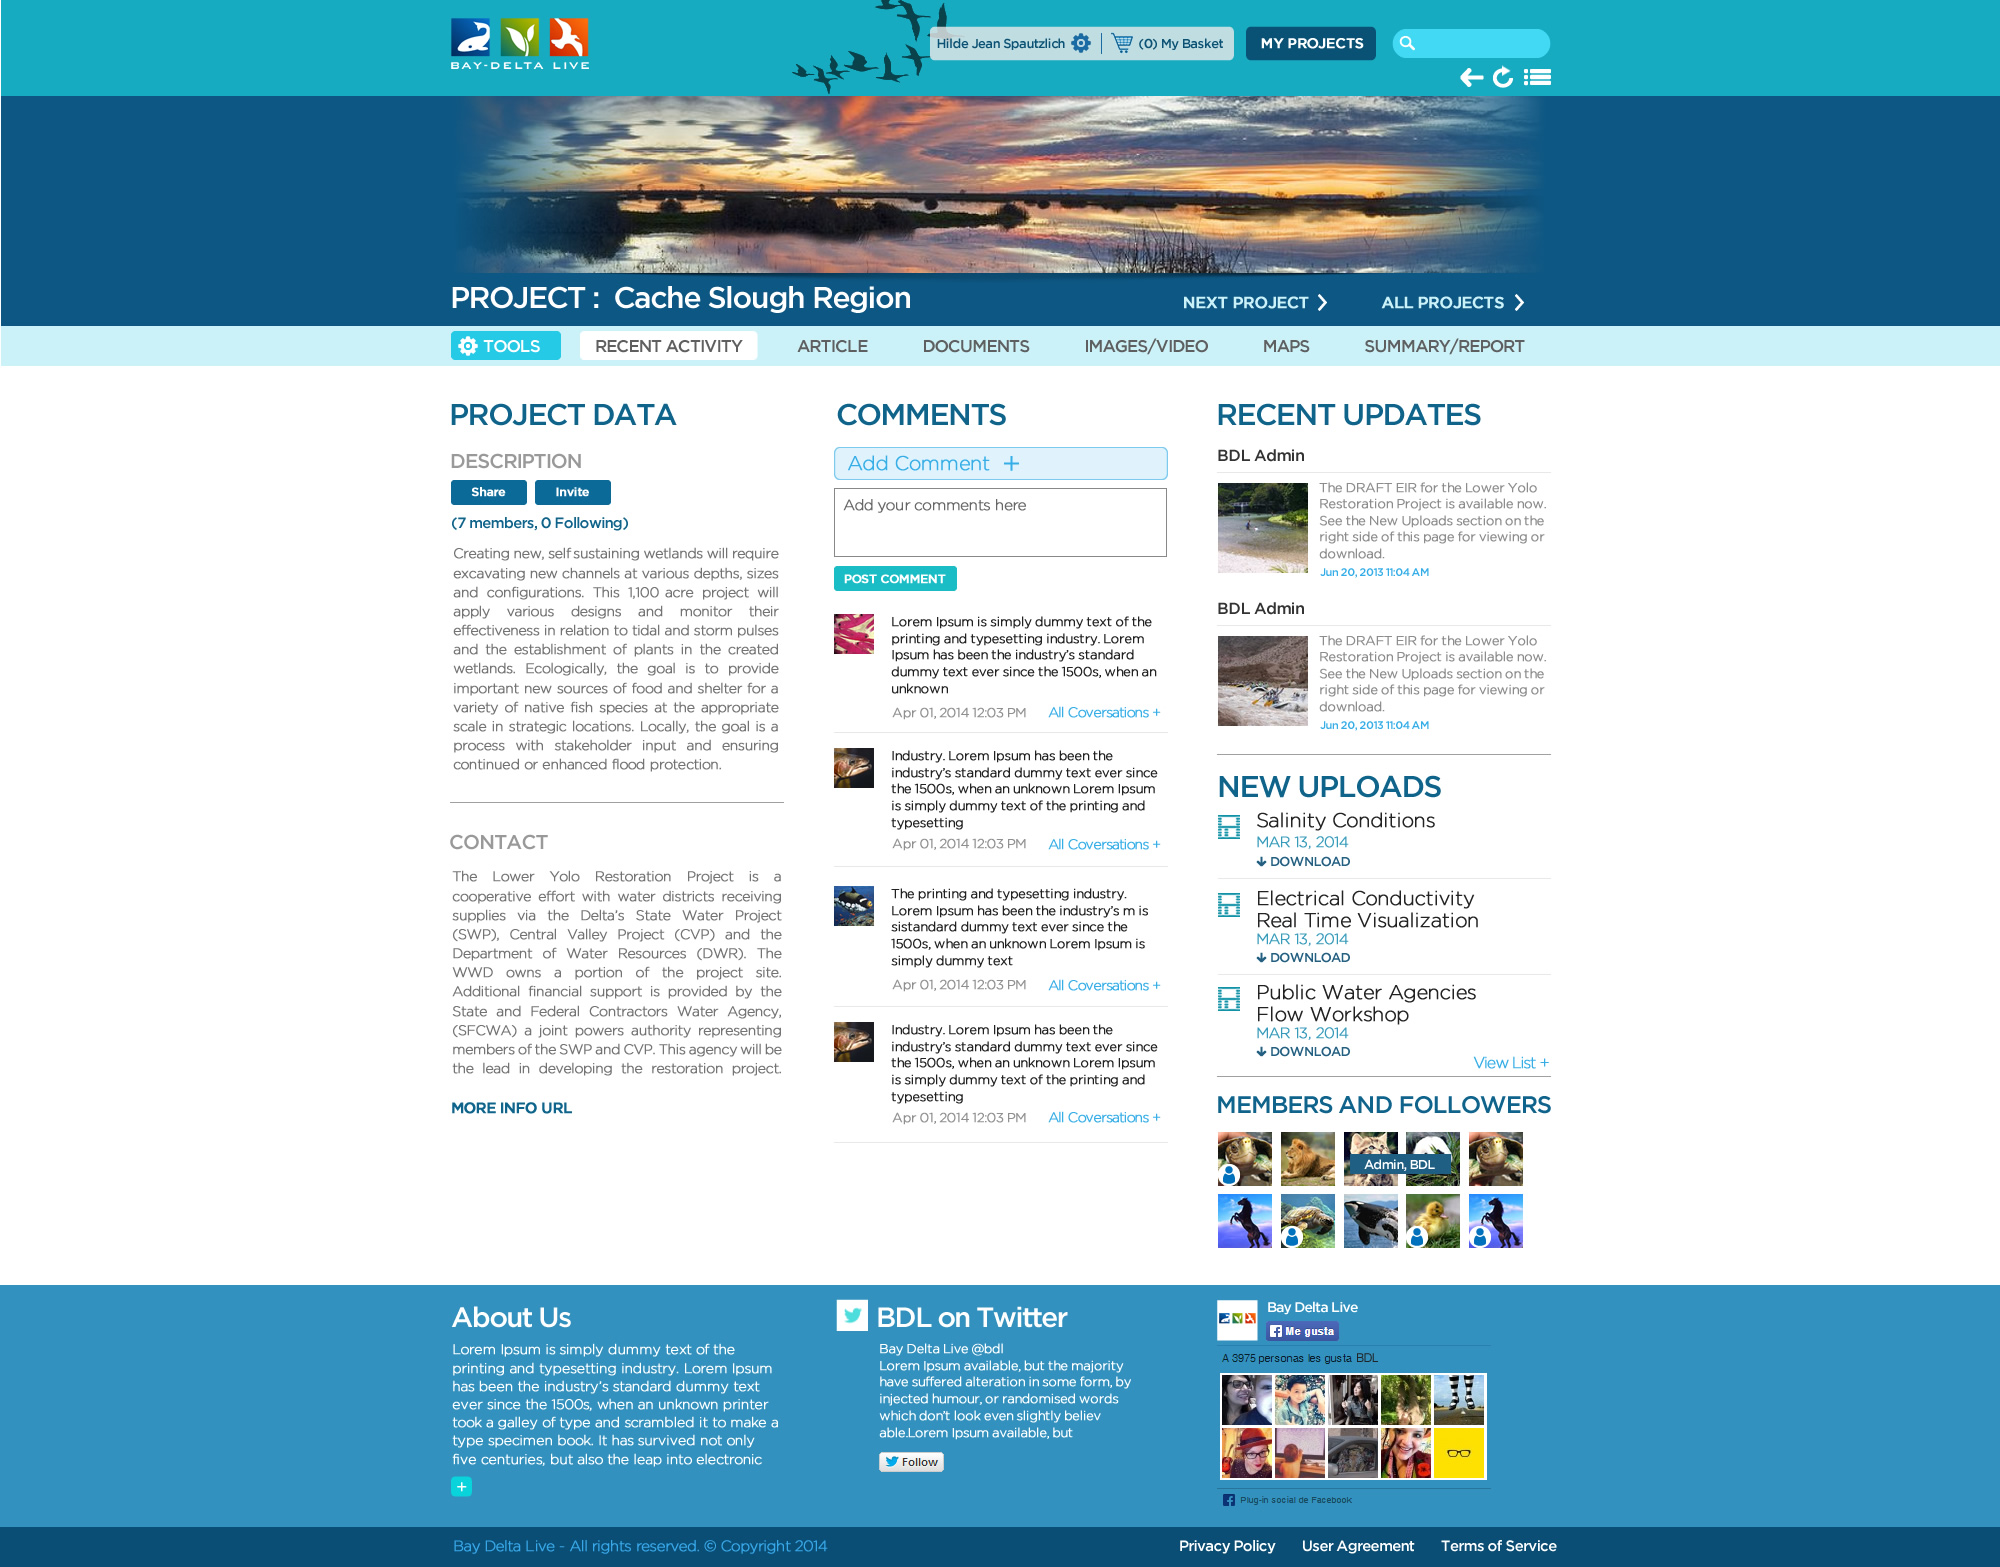 BAY-DELTA LIVE
Hilde Jean Spautzlich
(0) My Basket
MY PROJECTS
PROJECT : Cache Slough Region
NEXT PROJECT
ALL PROJECTS
TOOLS
RECENT ACTIVITY
ARTICLE
DOCUMENTS
IMAGES/VIDEO
MAPS
SUMMARY/REPORT
PROJECT DATA
DESCRIPTION
Share
Invite
(7 members, 0 Following)
Creating new, self sustaining wetlands will require
excavating new channels at various depths, sizes
and configurations. This 1,100 acre project will
apply various designs and monitor their
effectiveness in relation to tidal and storm pulses
and the establishment of plants in the created
wetlands. Ecologically, the goal is to provide
important new sources of food and shelter for a
variety of native fish species at the appropriate
scale in strategic locations. Locally, the goal is a
process with stakeholder input and ensuring
continued or enhanced flood protection.
CONTACT
The Lower Yolo Restoration Project is a
cooperative effort with water districts receiving
supplies via the Delta's State Water Project
(SWP), Central Valley Project (CVP) and the
Department of Water Resources (DWR). The
WWD owns a portion of the project site.
Additional financial support is provided by the
State and Federal Contractors Water Agency,
(SFCWA) a joint powers authority representing
members of the SWP and CVP. This agency will be
the lead in developing the restoration project.
MORE INFO URL
COMMENTS
Add Comment +
Add your comments here
POST COMMENT
Lorem Ipsum is simply dummy text of the
printing and typesetting industry. Lorem
Ipsum has been the industry's standard
dummy text ever since the 1500s, when an
unknown
Apr 01, 2014 12:03 PM
All Coversations +
Industry. Lorem Ipsum has been the
industry's standard dummy text ever since
the 1500s, when an unknown Lorem Ipsum
is simply dummy text of the printing and
typesetting
Apr 01, 2014 12:03 PM
All Coversations +
The printing and typesetting industry.
Lorem Ipsum has been the industry's m is
sistandard dummy text ever since the
1500s, when an unknown Lorem Ipsum is
simply dummy text
Apr 01, 2014 12:03 PM
All Coversations +
Industry. Lorem Ipsum has been the
industry's standard dummy text ever since
the 1500s, when an unknown Lorem Ipsum
is simply dummy text of the printing and
typesetting
Apr 01, 2014 12:03 PM
All Coversations +
RECENT UPDATES
BDL Admin
The DRAFT EIR for the Lower Yolo
Restoration Project is available now.
See the New Uploads section on the
right side of this page for viewing or
download.
Jun 20, 2013 11:04 AM
BDL Admin
The DRAFT EIR for the Lower Yolo
Restoration Project is available now.
See the New Uploads section on the
right side of this page for viewing or
download.
Jun 20, 2013 11:04 AM
NEW UPLOADS
Salinity Conditions
MAR 13, 2014
DOWNLOAD
Electrical Conductivity
Real Time Visualization
MAR 13, 2014
DOWNLOAD
Public Water Agencies
Flow Workshop
MAR 13, 2014
DOWNLOAD
View List +
MEMBERS AND FOLLOWERS
Admin, BDL
About Us
Lorem Ipsum is simply dummy text of the
printing and typesetting industry. Lorem Ipsum
has been the industry's standard dummy text
ever since the 1500s, when an unknown printer
took a galley of type and scrambled it to make a
type specimen book. It has survived not only
five centuries, but also the leap into electronic
+
BDL on Twitter
Bay Delta Live @bdl
Lorem Ipsum available, but the majority
have suffered alteration in some form, by
injected humour, or randomised words
which don't look even slightly believ
able.Lorem Ipsum available, but
Follow
Bay Delta Live
Me gusta
A 3975 personas les gusta BDL
Plug-in social de Facebook
Bay Delta Live - All rights reserved. © Copyright 2014
Privacy Policy
User Agreement
Terms of Service